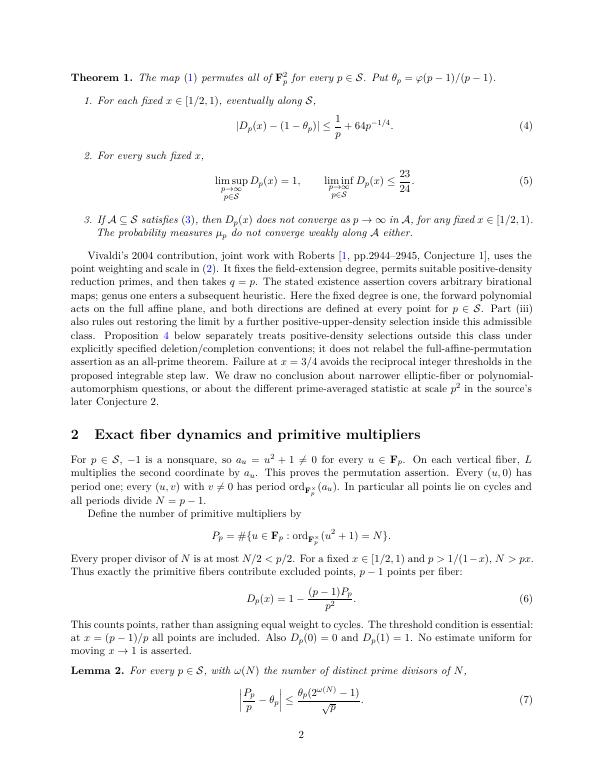 Theorem 1. The map (1) permutes all of F_p^2 for every p ∈ S. Put θ_p = φ(p − 1)/(p − 1).
1. For each fixed x ∈ [1/2, 1), eventually along S,
|D_p(x) − (1 − θ_p)| ≤ 1/p + 64p^{−1/4}. (4)
2. For every such fixed x,
lim sup_{p→∞, p∈S} D_p(x) = 1, lim inf_{p→∞, p∈S} D_p(x) ≤ 23/24. (5)
3. If A ⊆ S satisfies (3), then D_p(x) does not converge as p → ∞ in A, for any fixed x ∈ [1/2, 1).
The probability measures μ_p do not converge weakly along A either.
Vivaldi's 2004 contribution, joint work with Roberts [1, pp.2944–2945, Conjecture 1], uses the
point weighting and scale in (2). It fixes the field-extension degree, permits suitable positive-density
reduction primes, and then takes q = p. The stated existence assertion covers arbitrary birational
maps; genus one enters a subsequent heuristic. Here the fixed degree is one, the forward polynomial
acts on the full affine plane, and both directions are defined at every point for p ∈ S. Part (iii)
also rules out restoring the limit by a further positive-upper-density selection inside this admissible
class. Proposition 4 below separately treats positive-density selections outside this class under
explicitly specified deletion/completion conventions; it does not relabel the full-affine-permutation
assertion as an all-prime theorem. Failure at x = 3/4 avoids the reciprocal integer thresholds in the
proposed integrable step law. We draw no conclusion about narrower elliptic-fiber or polynomial-
automorphism questions, or about the different prime-averaged statistic at scale p^2 in the source's
later Conjecture 2.
2 Exact fiber dynamics and primitive multipliers
For p ∈ S, −1 is a nonsquare, so a_u = u^2 + 1 ≠ 0 for every u ∈ F_p. On each vertical fiber, L
multiplies the second coordinate by a_u. This proves the permutation assertion. Every (u, 0) has
period one; every (u, v) with v ≠ 0 has period ord_{F_p^×}(a_u). In particular all points lie on cycles and
all periods divide N = p − 1.
Define the number of primitive multipliers by
P_p = #{u ∈ F_p : ord_{F_p^×}(u^2 + 1) = N}.
Every proper divisor of N is at most N/2 < p/2. For a fixed x ∈ [1/2, 1) and p > 1/(1−x), N > px.
Thus exactly the primitive fibers contribute excluded points, p − 1 points per fiber:
D_p(x) = 1 − (p − 1)P_p/p^2. (6)
This counts points, rather than assigning equal weight to cycles. The threshold condition is essential:
at x = (p − 1)/p all points are included. Also D_p(0) = 0 and D_p(1) = 1. No estimate uniform for
moving x → 1 is asserted.
Lemma 2. For every p ∈ S, with ω(N) the number of distinct prime divisors of N,
|P_p/p − θ_p| ≤ θ_p(2^{ω(N)} − 1)/√p. (7)
2